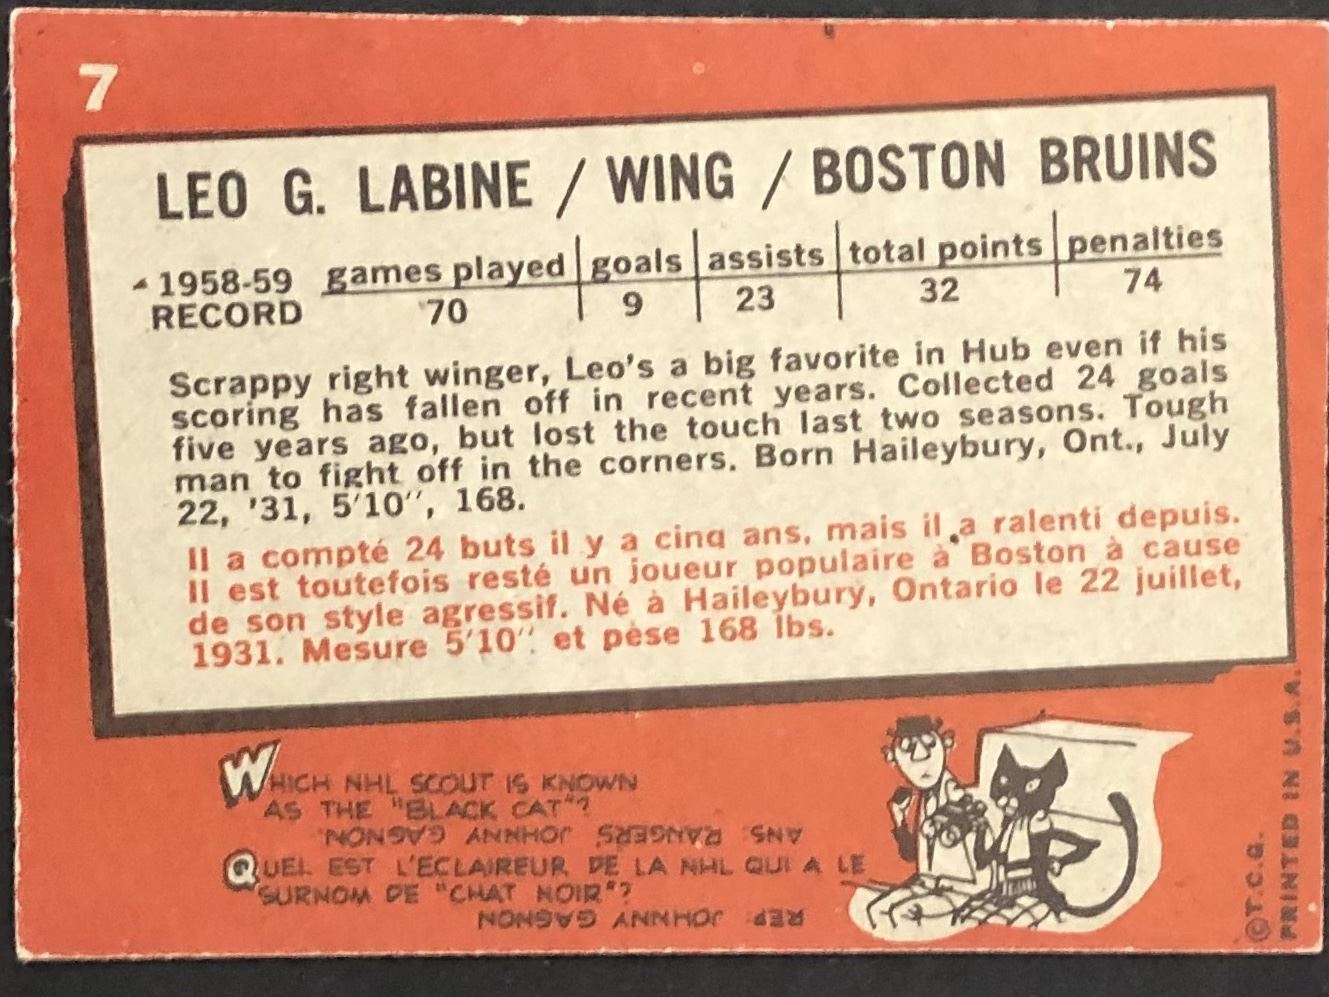 7
LEO G. LABINE / WING / BOSTON BRUINS
1958-59 RECORD games played goals assists total points penalties
70 9 23 32 74
Scrappy right winger, Leo's a big favorite in Hub even if his
scoring has fallen off in recent years. Collected 24 goals
five years ago, but lost the touch last two seasons. Tough
man to fight off in the corners. Born Haileybury, Ont., July
22, '31, 5'10", 168.
Il a compté 24 buts il y a cinq ans, mais il a ralenti depuis.
Il est toutefois resté un joueur populaire à Boston à cause
de son style agressif. Né à Haileybury, Ontario le 22 juillet,
1931. Mesure 5'10" et pèse 168 lbs.
WHICH NHL SCOUT IS KNOWN
AS THE "BLACK CAT"?
ANS: RANGERS' JOHNNY GAGNON.
QUEL EST L'ECLAIREUR DE LA NHL QUI A LE
SURNOM DE "CHAT NOIR"?
REP: JOHNNY GAGNON
©T.C.G.
PRINTED IN U.S.A.